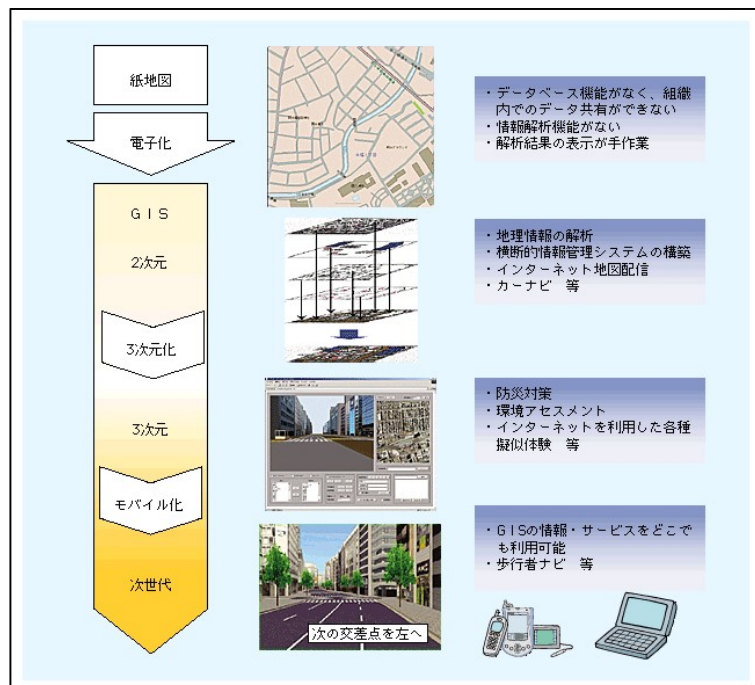 紙地図
・データベース機能がなく、組織
内でのデータ共有ができない
・情報解析機能がない
・解析結果の表示が手作業
電子化
GIS
2次元
・地理情報の解析
・横断的情報管理システムの構築
・インターネット地図配信
・カーナビ 等
3次元化
3次元
・防災対策
・環境アセスメント
・インターネットを利用した各種
擬似体験 等
モバイル化
・GISの情報・サービスをどこで
も利用可能
・歩行者ナビ 等
次世代
次の交差点を左へ